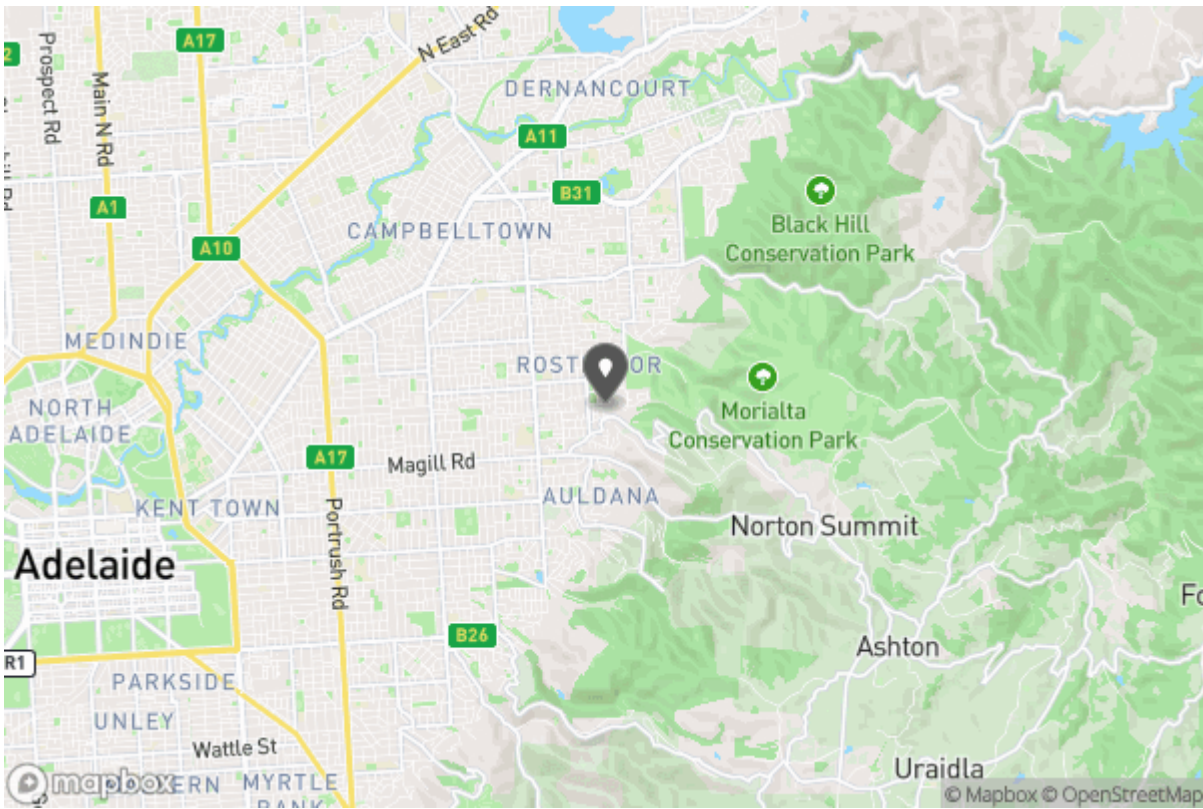 A17
N East Rd
Prospect Rd
Main N Rd
DERNANCOURT
A11
B31
A1
Black Hill
Conservation Park
CAMPBELLTOWN
A10
MEDINDIE
NORTH
ADELAIDE
Morialta
Conservation Park
A17
Magill Rd
AULDANA
KENT TOWN
Portrush Rd
Norton Summit
Adelaide
B26
Ashton
R1
PARKSIDE
UNLEY
Wattle St
Uraidla
mapbox
MYRTLE
BANK
© Mapbox © OpenStreetMap